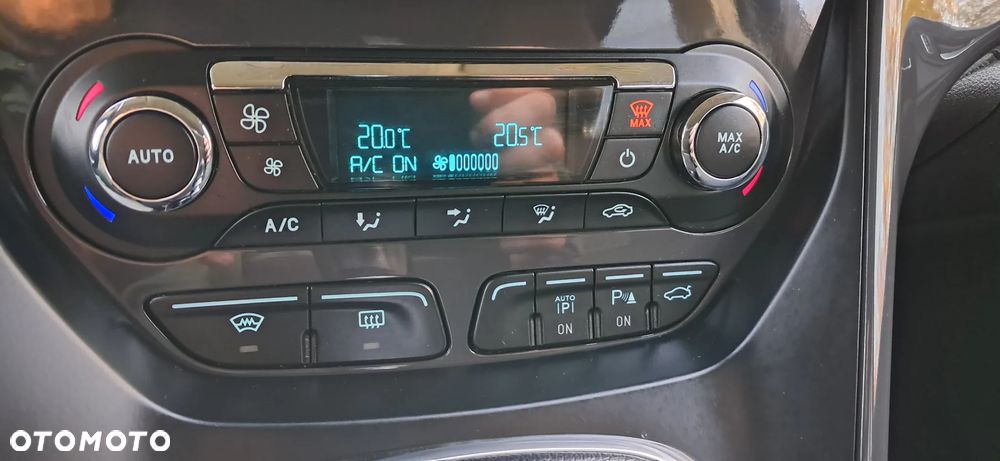 AUTO
20.0°C
20.5°C
A/C ON
MAX
MAX
A/C
A/C
AUTO
P
ON
P
ON
OTOMOTO